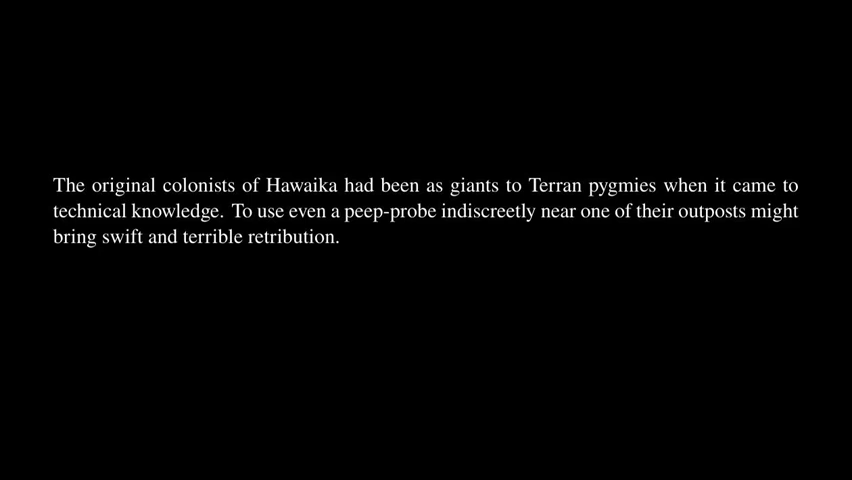 The original colonists of Hawaika had been as giants to Terran pygmies when it came to
technical knowledge. To use even a peep-probe indiscreetly near one of their outposts might
bring swift and terrible retribution.